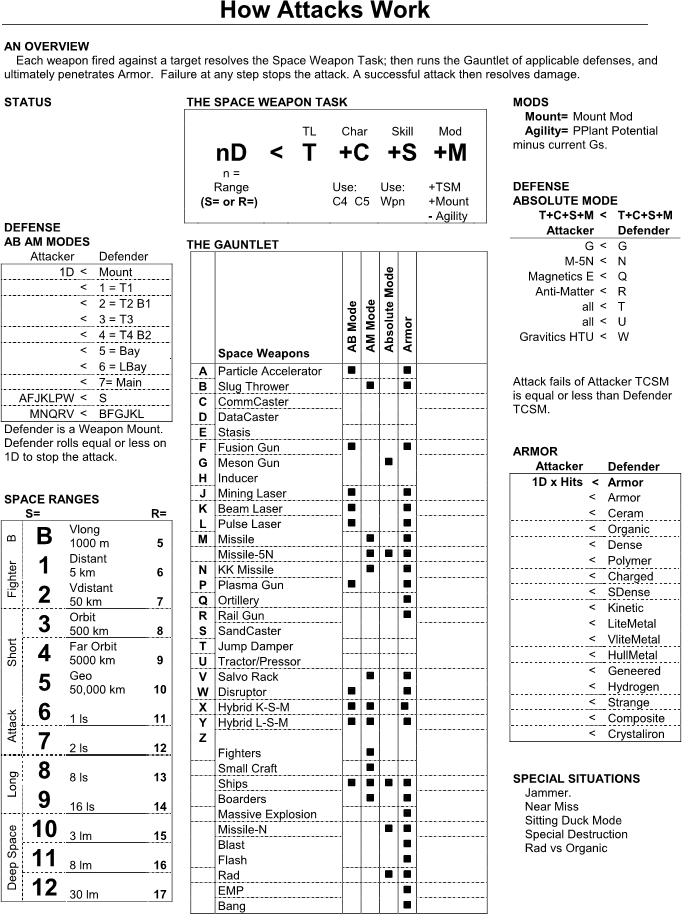 How Attacks Work
AN OVERVIEW
Each weapon fired against a target resolves the Space Weapon Task; then runs the Gauntlet of applicable defenses, and
ultimately penetrates Armor. Failure at any step stops the attack. A successful attack then resolves damage.
STATUS
DEFENSE
AB AM MODES
Attacker Defender
1D < Mount
< 1 = T1
< 2 = T2 B1
< 3 = T3
< 4 = T4 B2
< 5 = Bay
< 6 = LBay
< 7= Main
AFJKLPW < S
MNQRV < BFGJKL
Defender is a Weapon Mount.
Defender rolls equal or less on
1D to stop the attack.
SPACE RANGES
S= R=
B
B Vlong
1000 m 5
Fighter
1 Distant
5 km 6
2 Vdistant
50 km 7
Short
3 Orbit
500 km 8
4 Far Orbit
5000 km 9
5 Geo
50,000 km 10
Attack
6 1 ls 11
7 2 ls 12
Long
8 8 ls 13
9 16 ls 14
Deep Space
10 3 lm 15
11 8 lm 16
12 30 lm 17
THE SPACE WEAPON TASK
TL Char Skill Mod
nD < T +C +S +M
n =
Range
(S= or R=)
Use: Use: +TSM
C4 C5 Wpn +Mount
- Agility
THE GAUNTLET
Space Weapons
AB Mode
AM Mode
Absolute Mode
Armor
A Particle Accelerator ■ ■
B Slug Thrower ■ ■
C CommCaster
D DataCaster
E Stasis
F Fusion Gun ■ ■
G Meson Gun ■
H Inducer
J Mining Laser ■ ■
K Beam Laser ■ ■
L Pulse Laser ■ ■
M Missile ■ ■
Missile-5N ■ ■ ■
N KK Missile ■ ■
P Plasma Gun ■ ■
Q Ortillery ■
R Rail Gun ■
S SandCaster
T Jump Damper
U Tractor/Pressor
V Salvo Rack ■ ■
W Disruptor ■ ■
X Hybrid K-S-M ■ ■ ■
Y Hybrid L-S-M ■ ■ ■
Z
Fighters ■
Small Craft ■
Ships ■ ■ ■ ■
Boarders ■ ■
Massive Explosion ■
Missile-N ■ ■
Blast ■
Flash ■
Rad ■ ■
EMP ■
Bang ■
MODS
Mount= Mount Mod
Agility= PPlant Potential
minus current Gs.
DEFENSE
ABSOLUTE MODE
T+C+S+M < T+C+S+M
Attacker Defender
G < G
M-5N < N
Magnetics E < Q
Anti-Matter < R
all < T
all < U
Gravitics HTU < W
Attack fails of Attacker TCSM
is equal or less than Defender
TCSM.
ARMOR
Attacker Defender
1D x Hits < Armor
< Armor
< Ceram
< Organic
< Dense
< Polymer
< Charged
< SDense
< Kinetic
< LiteMetal
< VliteMetal
< HullMetal
< Geneered
< Hydrogen
< Strange
< Composite
< Crystaliron
SPECIAL SITUATIONS
Jammer.
Near Miss
Sitting Duck Mode
Special Destruction
Rad vs Organic